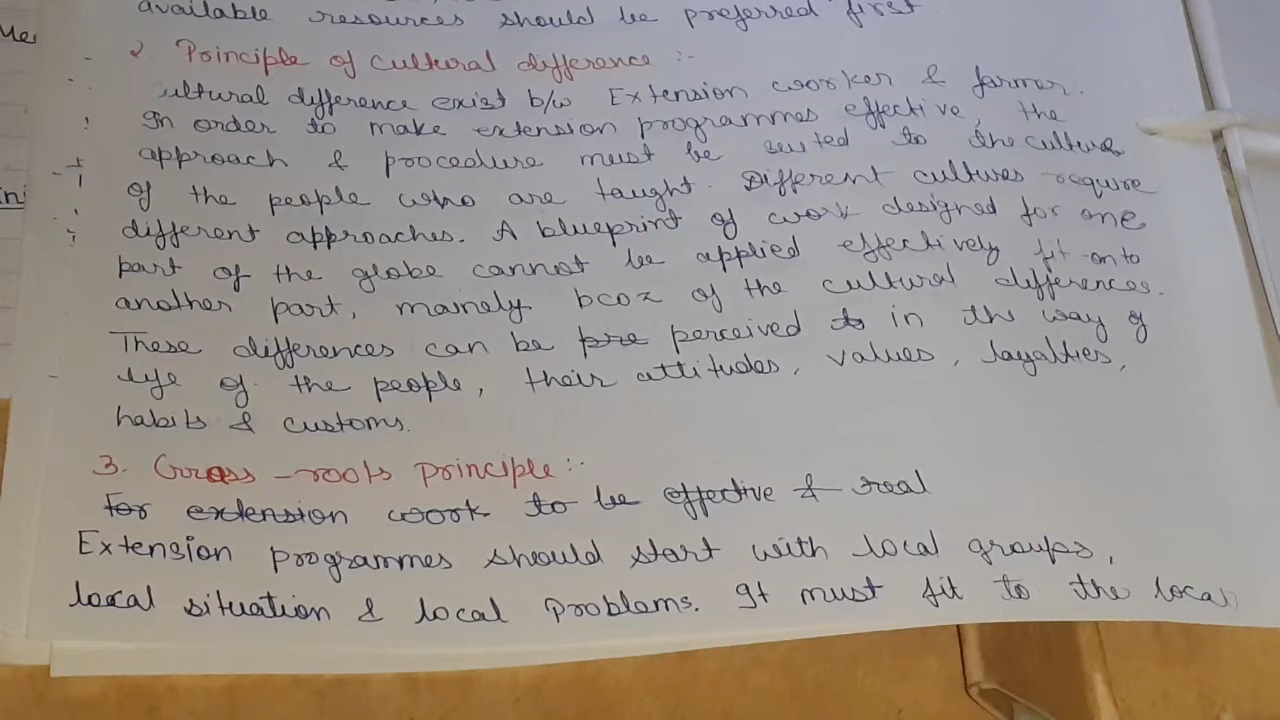 available resources should be preferred first
2. Principle of cultural difference :-
ultural difference exist b/w Extension worker & farmer.
In order to make extension programmes effective, the
approach & procedure must be suited to the culture
of the people who are taught. Different cultures require
different approaches. A blueprint of work designed for one
part of the globe cannot be applied effectively fit onto
another part, mainly bcoz of the cultural differences.
These differences can be pre perceived to in the way of
life of the people, their attitudes, values, loyalties,
habits & customs.
3. Grass-roots principle :-
For extension work to be effective & real
Extension programmes should start with local groups,
local situation & local problems. It must fit to the local